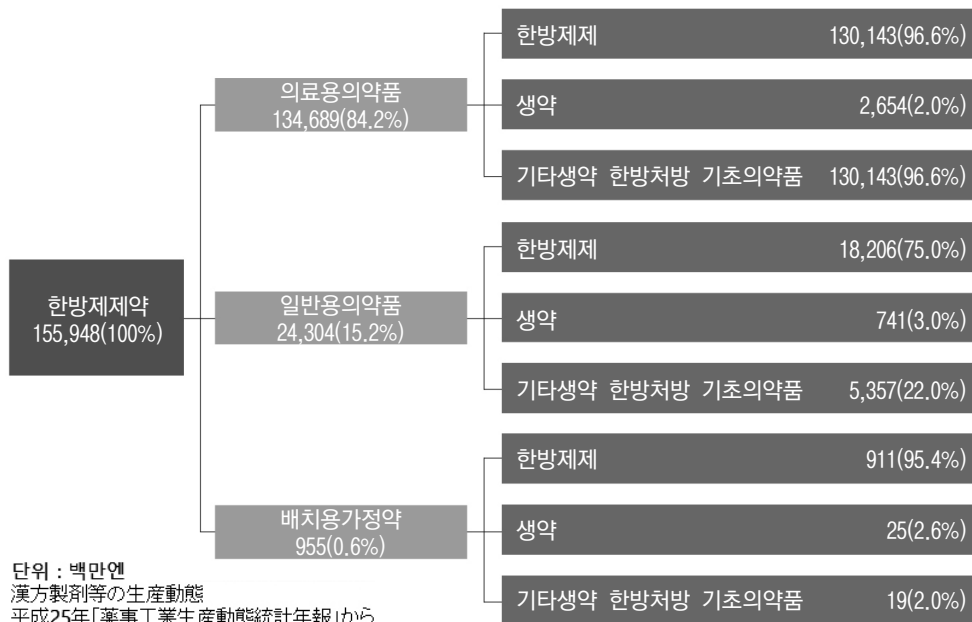 한방제제약
155,948(100%)
의료용의약품
134,689(84.2%)
한방제제 130,143(96.6%)
생약 2,654(2.0%)
기타생약 한방처방 기초의약품 130,143(96.6%)
일반용의약품
24,304(15.2%)
한방제제 18,206(75.0%)
생약 741(3.0%)
기타생약 한방처방 기초의약품 5,357(22.0%)
배치용가정약
955(0.6%)
한방제제 911(95.4%)
생약 25(2.6%)
기타생약 한방처방 기초의약품 19(2.0%)
단위 : 백만엔
漢方製剤等の生産動態
平成25年「薬事工業生産動態統計年報」から